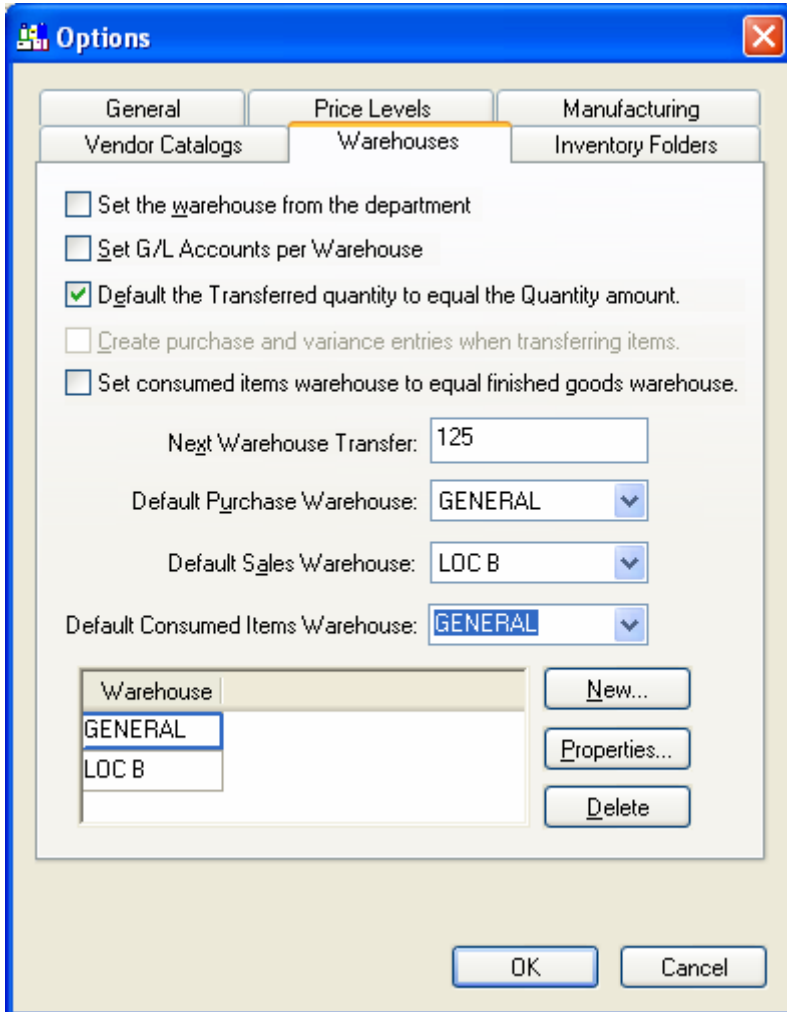 Options
General Price Levels Manufacturing
Vendor Catalogs Warehouses Inventory Folders
Set the warehouse from the department
Set G/L Accounts per Warehouse
Default the Transferred quantity to equal the Quantity amount.
Create purchase and variance entries when transferring items.
Set consumed items warehouse to equal finished goods warehouse.
Next Warehouse Transfer: 125
Default Purchase Warehouse: GENERAL
Default Sales Warehouse: LOC B
Default Consumed Items Warehouse: GENERAL
Warehouse New...
GENERAL
Properties...
LOC B
Delete
OK Cancel